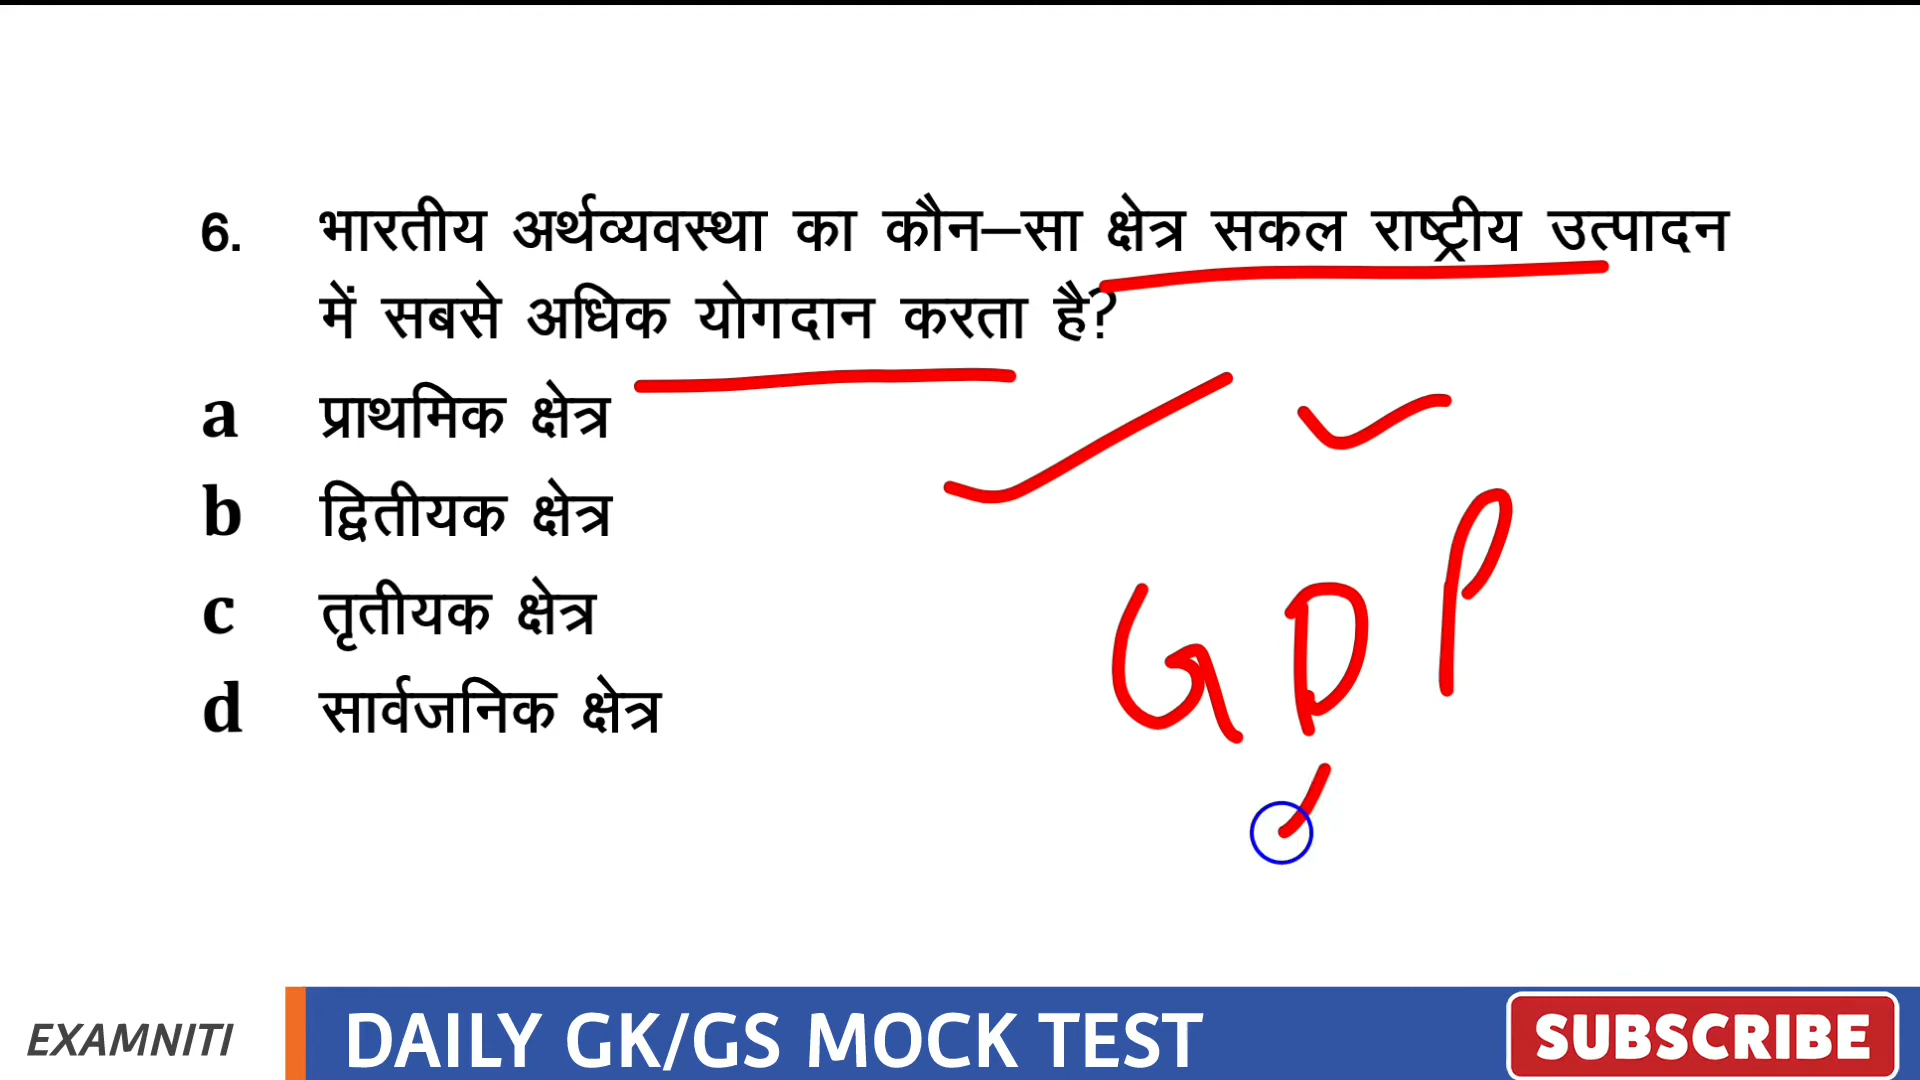 6. भारतीय अर्थव्यवस्था का कौन–सा क्षेत्र सकल राष्ट्रीय उत्पादन
में सबसे अधिक योगदान करता है?
a प्राथमिक क्षेत्र
b द्वितीयक क्षेत्र
c तृतीयक क्षेत्र
d सार्वजनिक क्षेत्र
GDP
EXAMNITI
DAILY GK/GS MOCK TEST
SUBSCRIBE